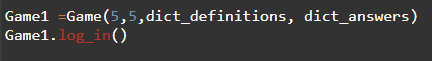 Game1 =Game(5,5,dict_definitions, dict_answers)
Game1.log_in()